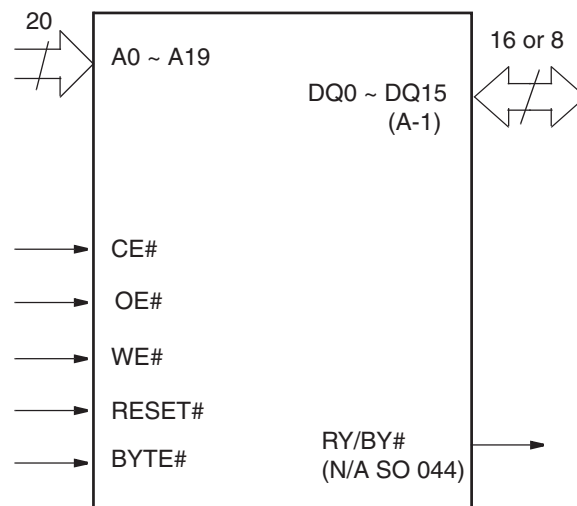 20
A0 ~ A19
16 or 8
DQ0 ~ DQ15
(A-1)
CE#
OE#
WE#
RESET#
BYTE#
RY/BY#
(N/A SO 044)